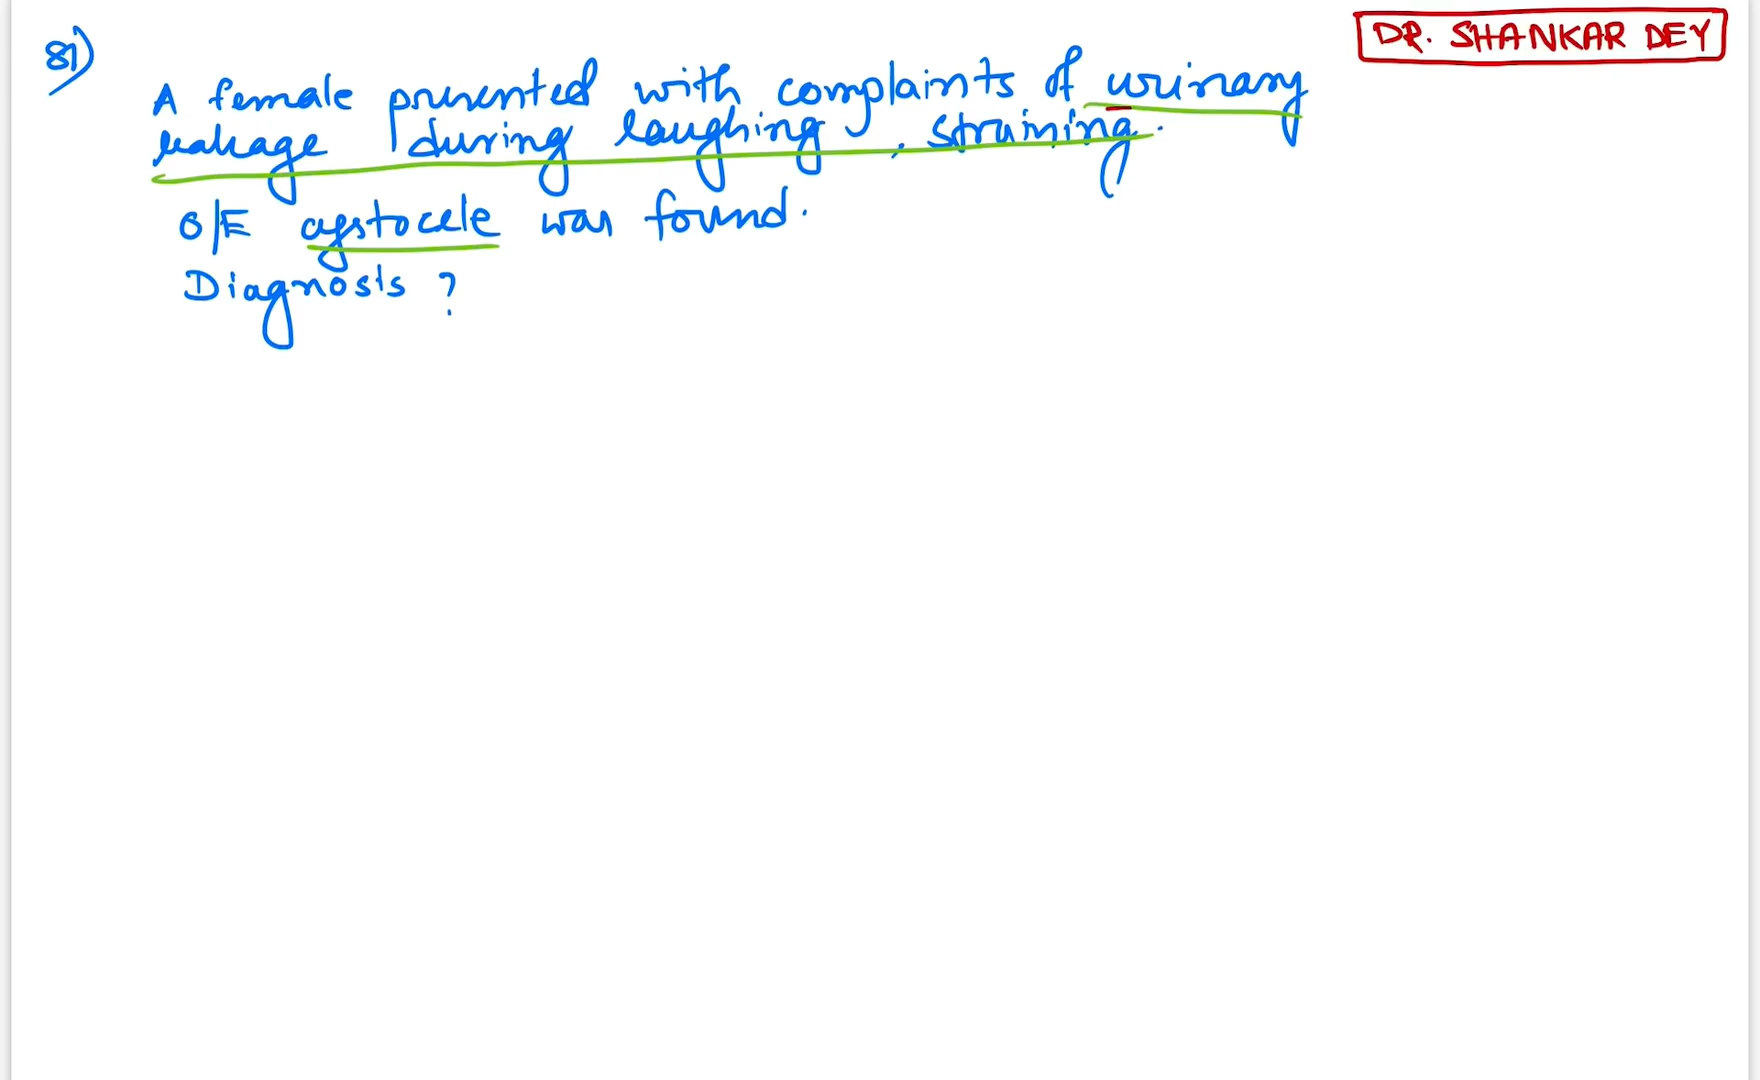 81)
DR. SHANKAR DEY
A female presented with complaints of urinary
leakage during laughing, straining.
O/E cystocele was found.
Diagnosis ?